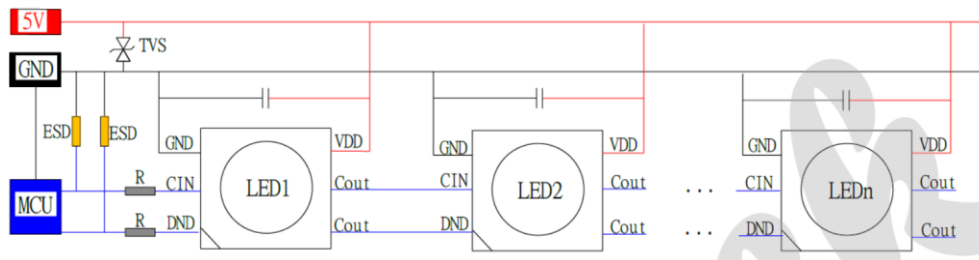 5V
TVS
GND
ESD ESD
GND VDD GND VDD GND VDD
MCU R CIN LED1 Cout CIN LED2 Cout ... CIN LEDn Cout
R DND Cout DND Cout ... DND Cout